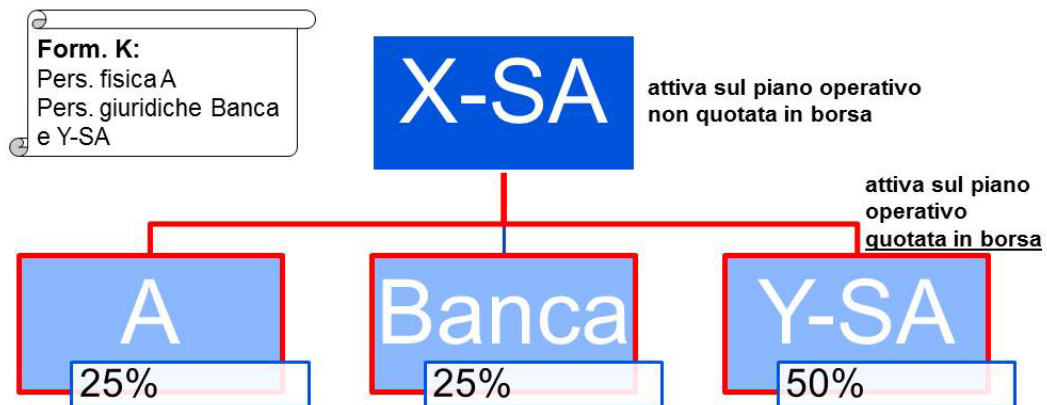 Form. K:
Pers. fisica A
Pers. giuridiche Banca
e Y-SA
X-SA
attiva sul piano operativo
non quotata in borsa
attiva sul piano
operativo
quotata in borsa
A
Banca
Y-SA
25%
25%
50%